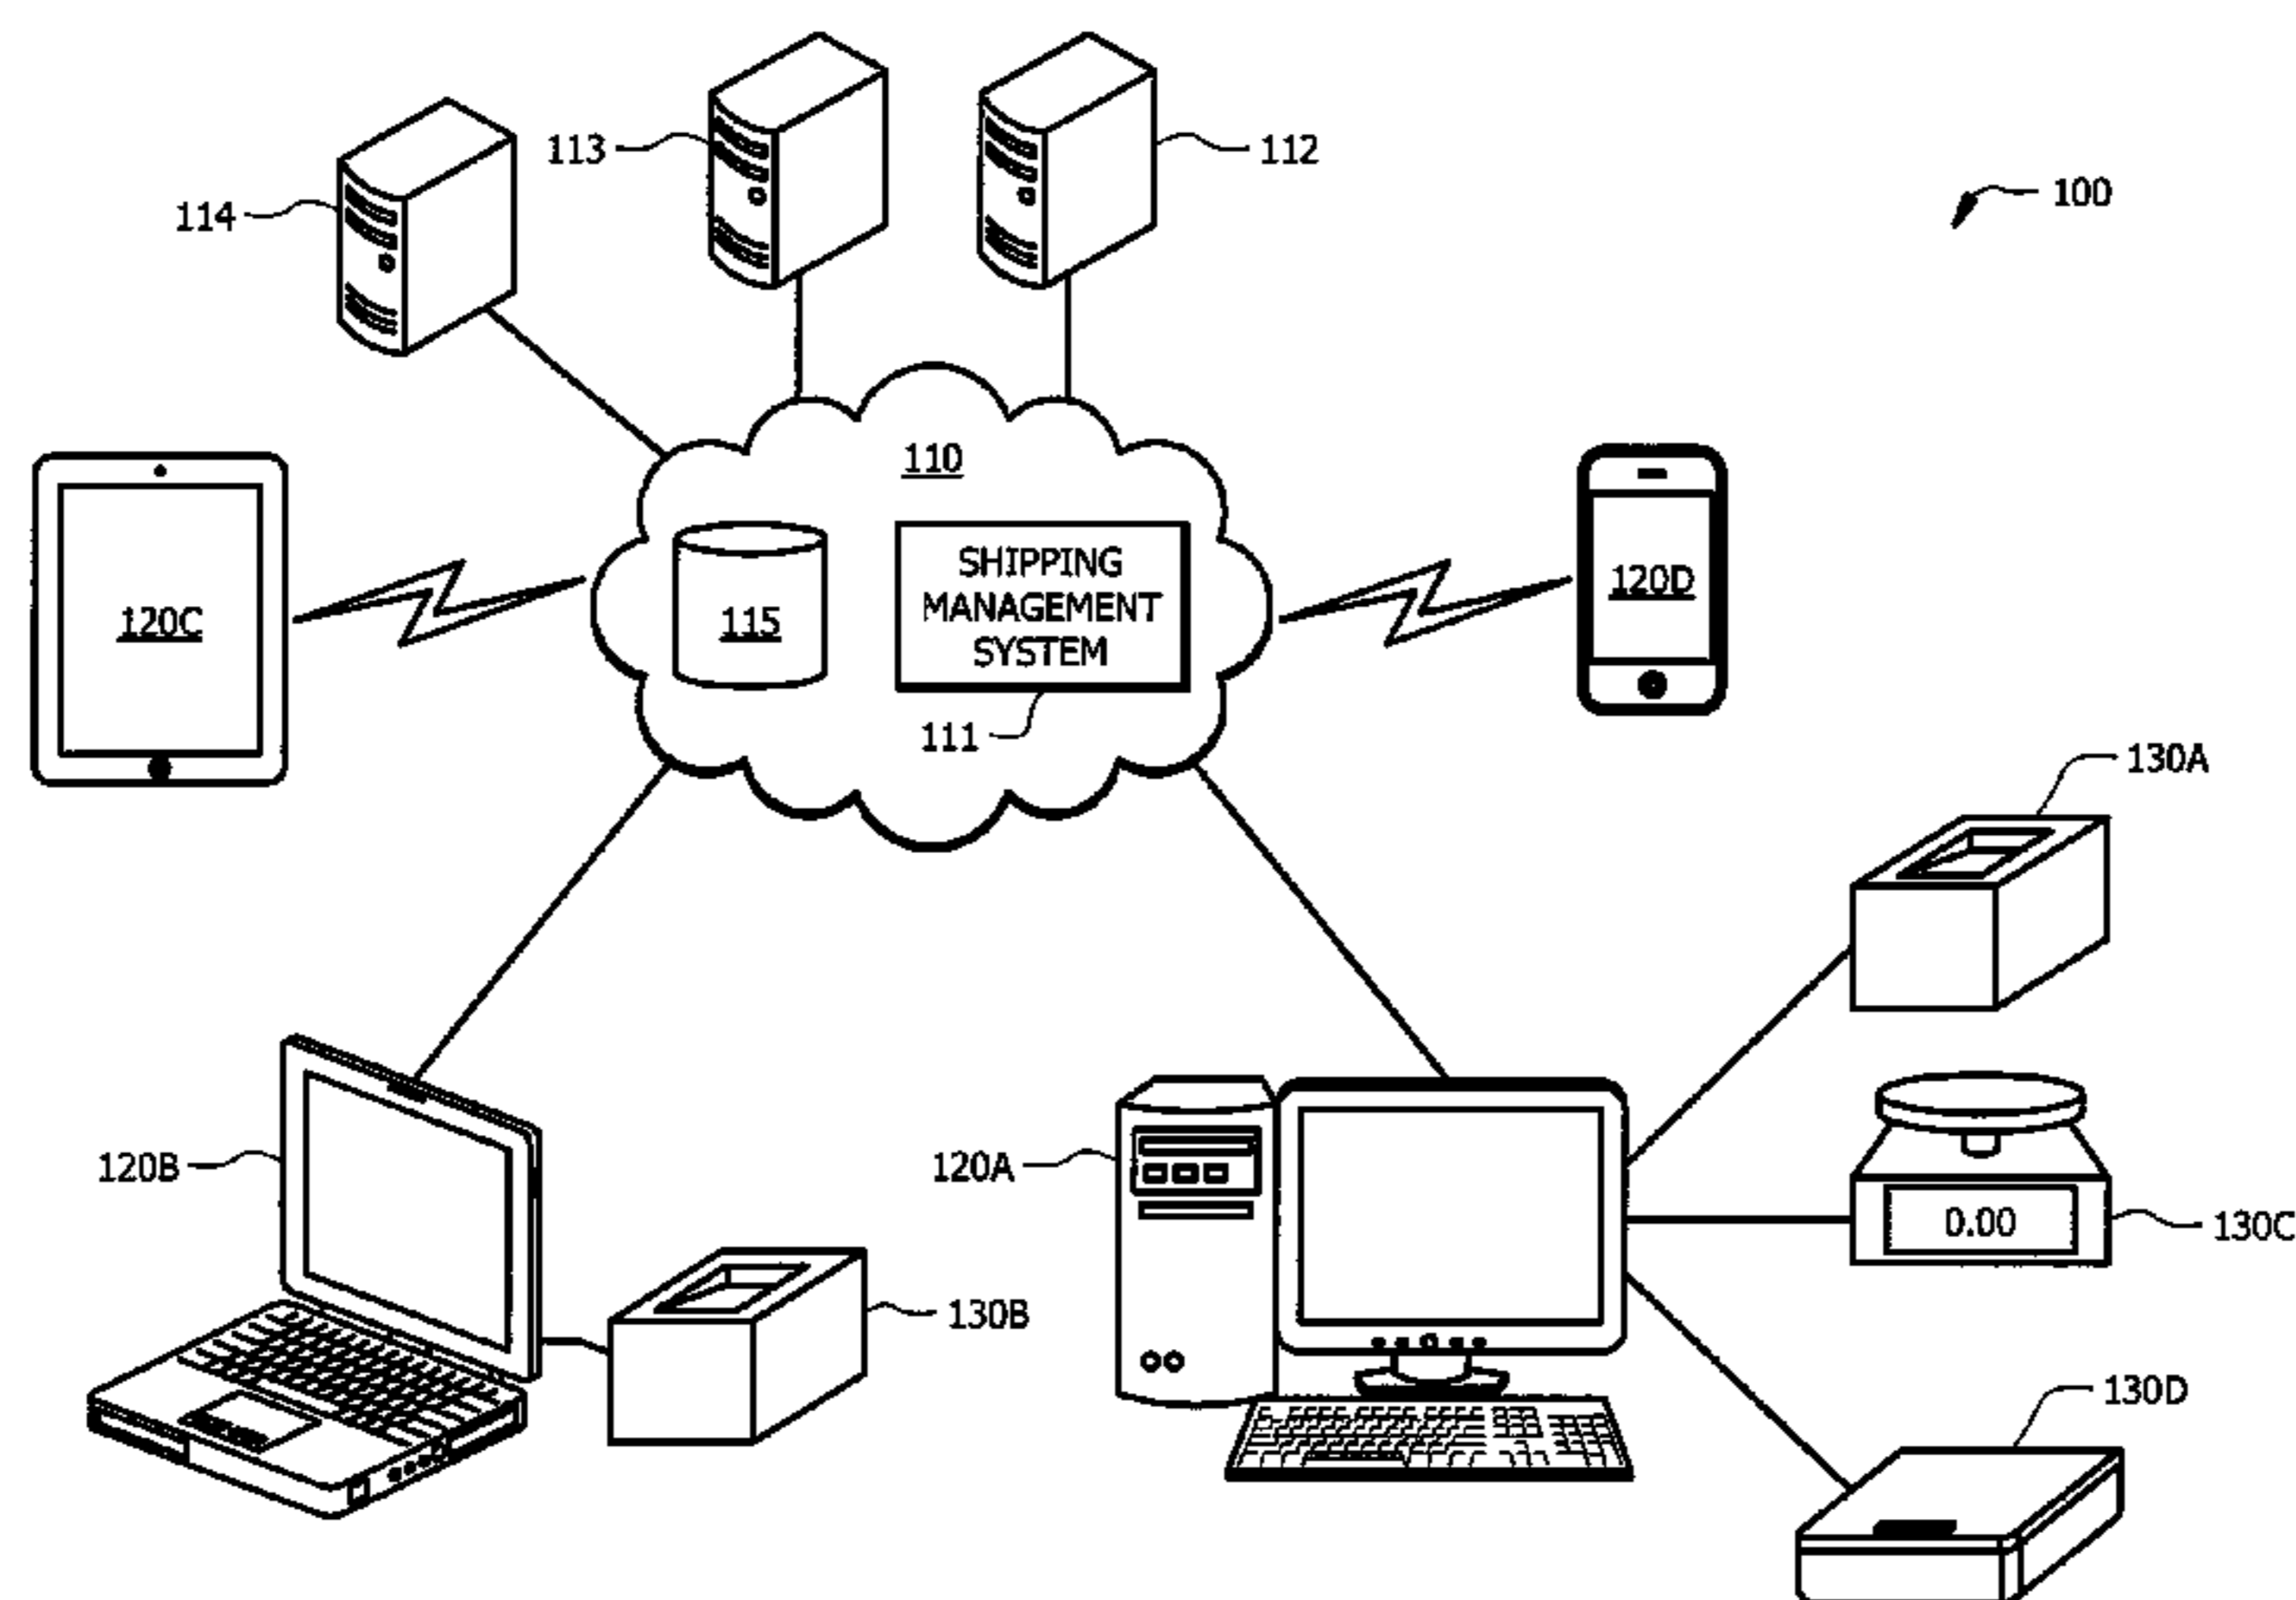 113
112
114
100
110
120C
115
SHIPPING
MANAGEMENT
SYSTEM
120D
111
130A
120B
120A
0.00
130C
130B
130D